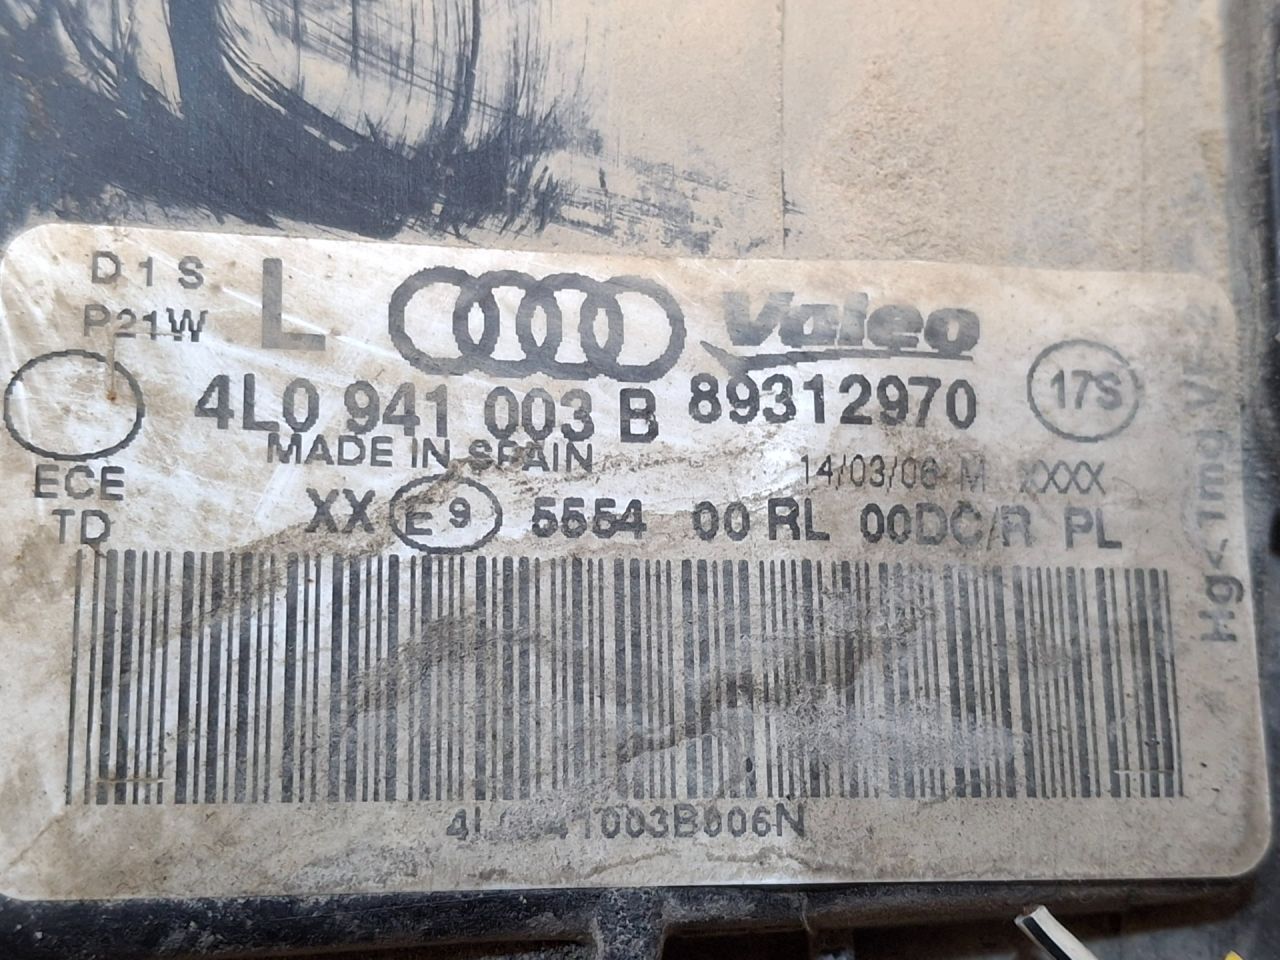 D1S L Valeo
P21W
4L0 941 003 B 89312970 17S
MADE IN SPAIN
14/03/06 M XXXX
ECE
TD
XX E9 5554 00 RL 00DC/R PL
Hg<1mg